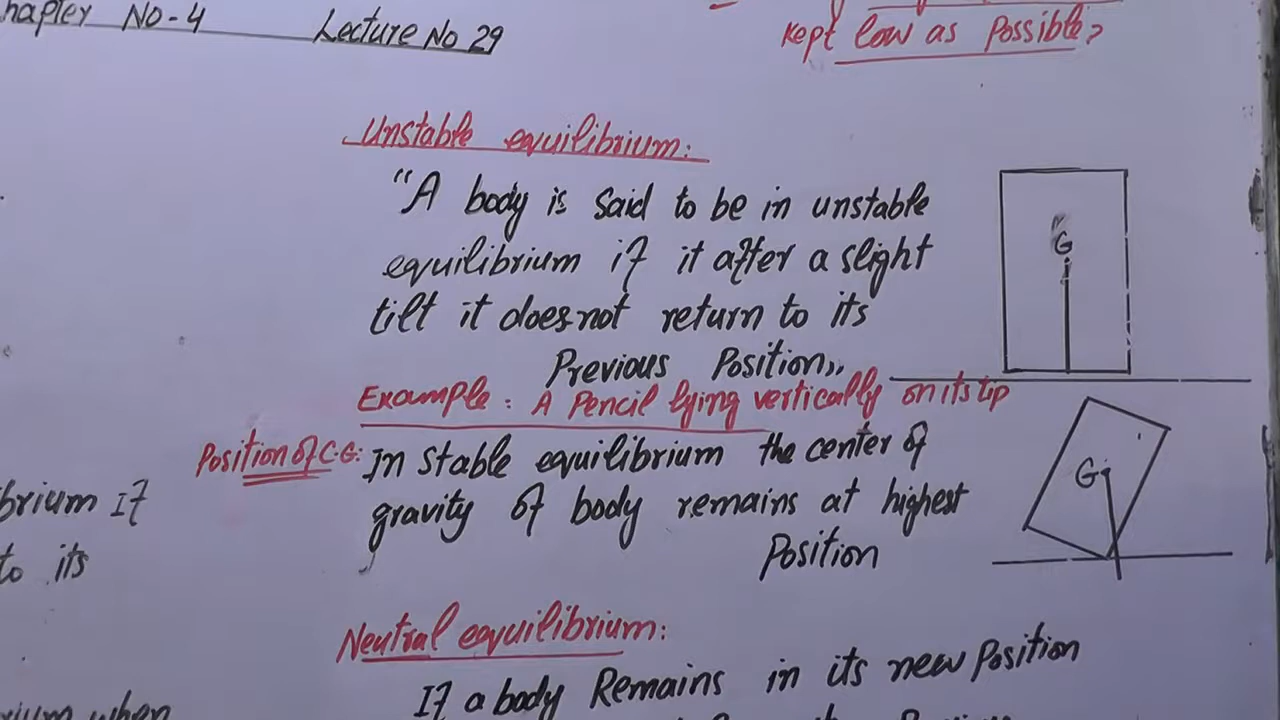 hapter No-4
Lecture No 29
Kept low as Possible?
Unstable equilibrium:
"A body is said to be in unstable
equilibrium if it after a slight
tilt it does not return to its
Previous Position,,
Example: A Pencil lying vertically on its tip
Position of C.G: In stable equilibrium the center of
gravity of body remains at highest
Position
G
G
brium If
to its
Neutral equilibrium:
If a body Remains in its new Position
rium when